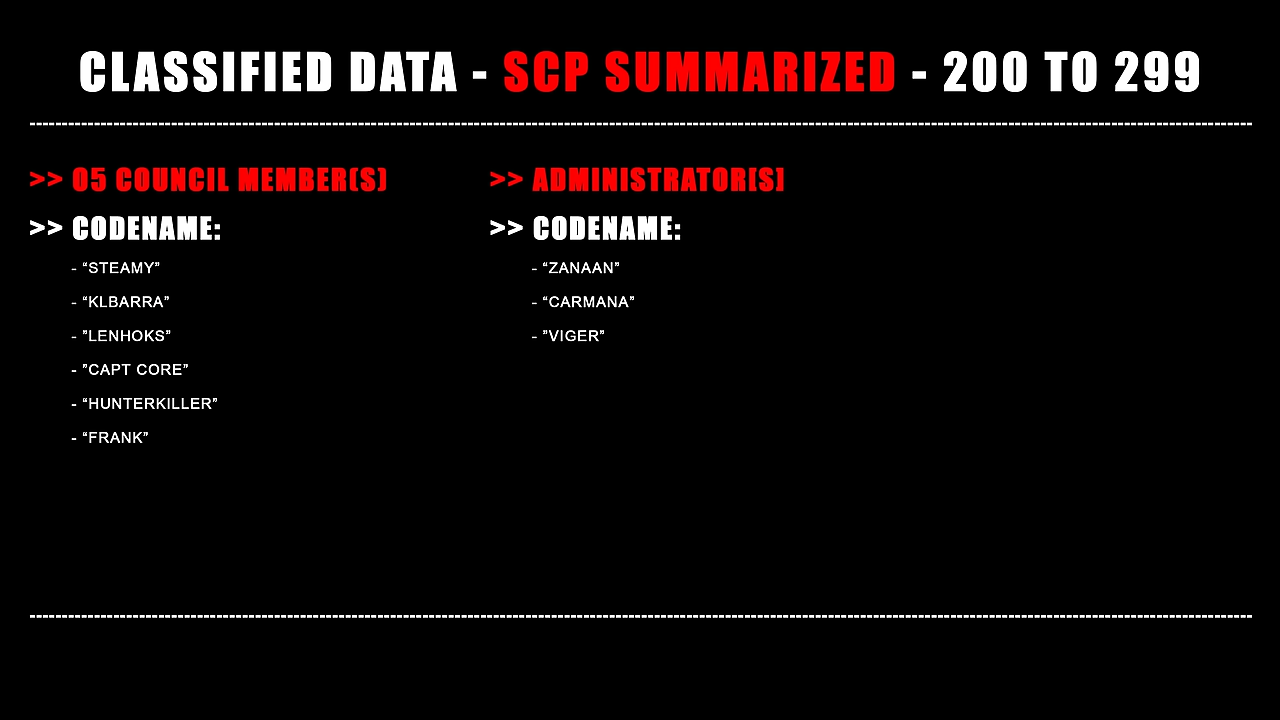 CLASSIFIED DATA - SCP SUMMARIZED - 200 TO 299
--------------------------------------------------------------------------------
>> 05 COUNCIL MEMBER(S)
>> CODENAME:
- “STEAMY”
- “KLBARRA”
- ”LENHOKS”
- ”CAPT CORE”
- “HUNTERKILLER”
- “FRANK”
>> ADMINISTRATOR[S]
>> CODENAME:
- “ZANAAN”
- “CARMANA”
- ”VIGER”
--------------------------------------------------------------------------------